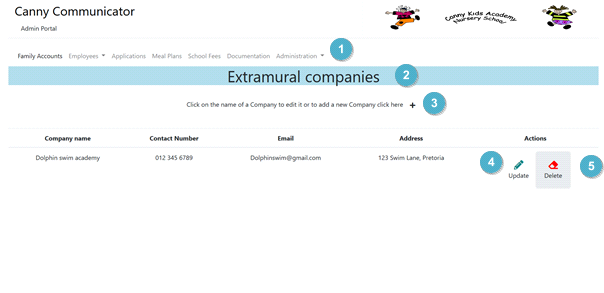 Canny Communicator
Admin Portal
Canny Kids Academy
Nursery School
Family Accounts Employees Applications Meal Plans School Fees Documentation Administration 1
Extramural companies 2
Click on the name of a Company to edit it or to add a new Company click here + 3
Company name Contact Number Email Address Actions
Dolphin swim academy 012 345 6789 Dolphinswim@gmail.com 123 Swim Lane, Pretoria 4 5
Update Delete